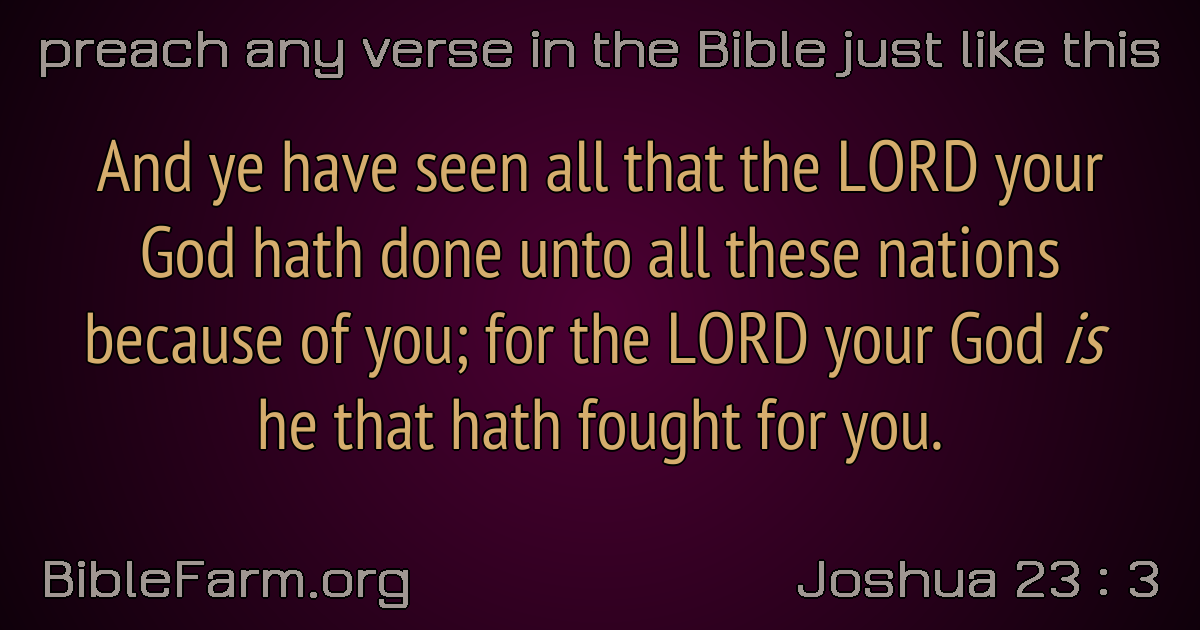 preach any verse in the Bible just like this
And ye have seen all that the LORD your
God hath done unto all these nations
because of you; for the LORD your God is
he that hath fought for you.
BibleFarm.org
Joshua 23 : 3